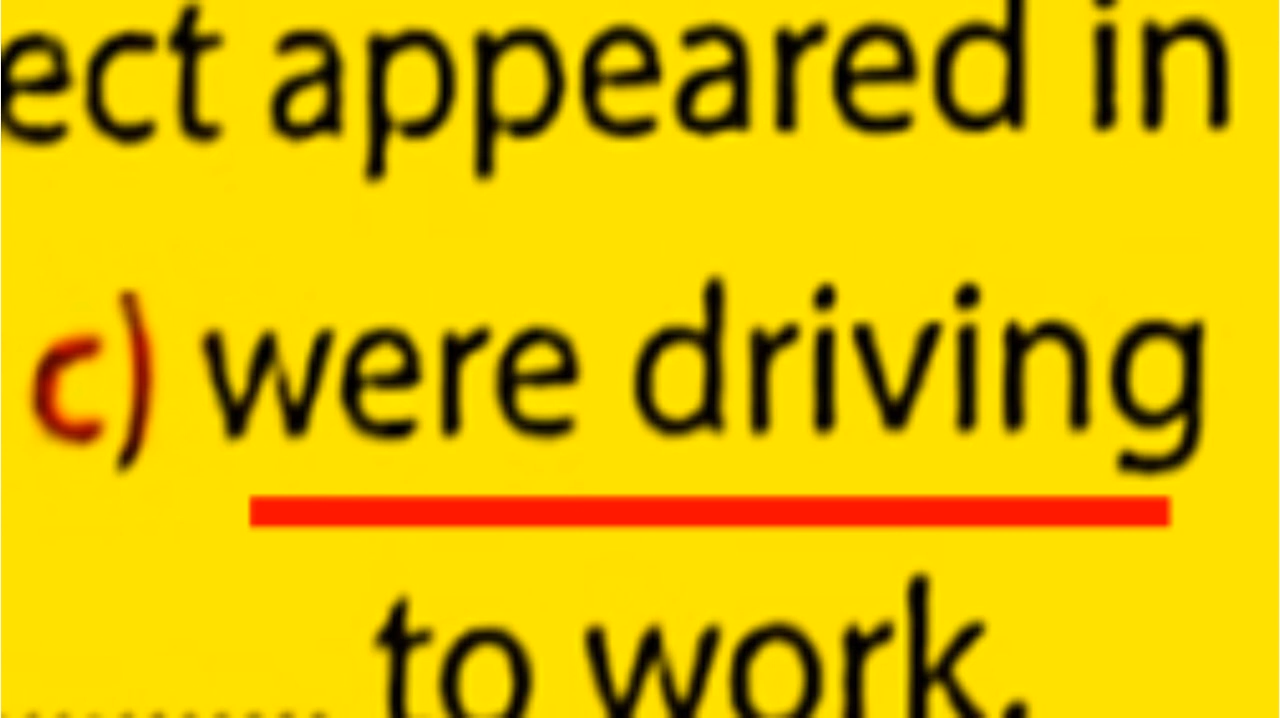 ect appeared in
c) were driving
............ to work.